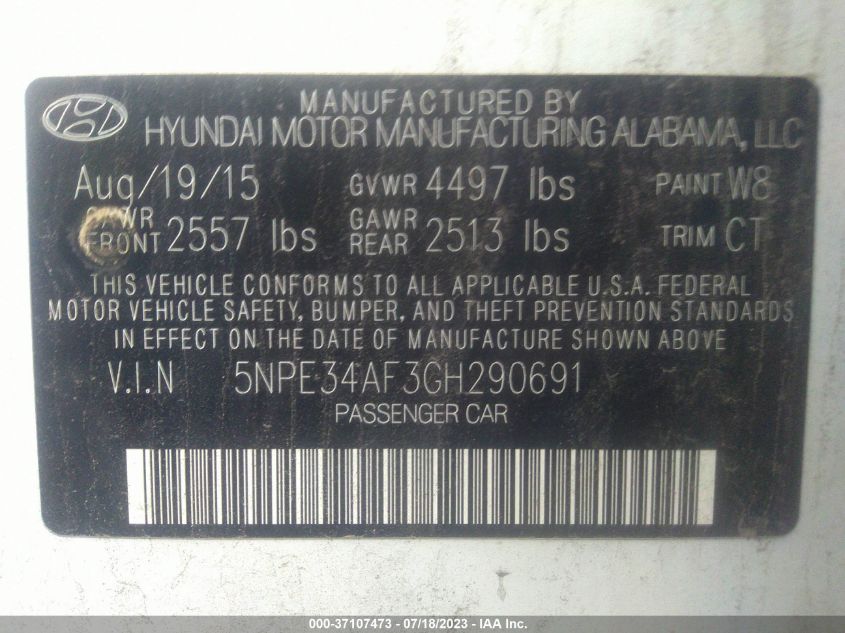 MANUFACTURED BY
HYUNDAI MOTOR MANUFACTURING ALABAMA, LLC
Aug/19/15 GVWR 4497 lbs PAINT W8
GAWR FRONT 2557 lbs GAWR REAR 2513 lbs TRIM CT
THIS VEHICLE CONFORMS TO ALL APPLICABLE U.S.A. FEDERAL
MOTOR VEHICLE SAFETY, BUMPER, AND THEFT PREVENTION STANDARDS
IN EFFECT ON THE DATE OF MANUFACTURE SHOWN ABOVE
V.I.N 5NPE34AF3GH290691
PASSENGER CAR
000-37107473 - 07/18/2023 - IAA Inc.